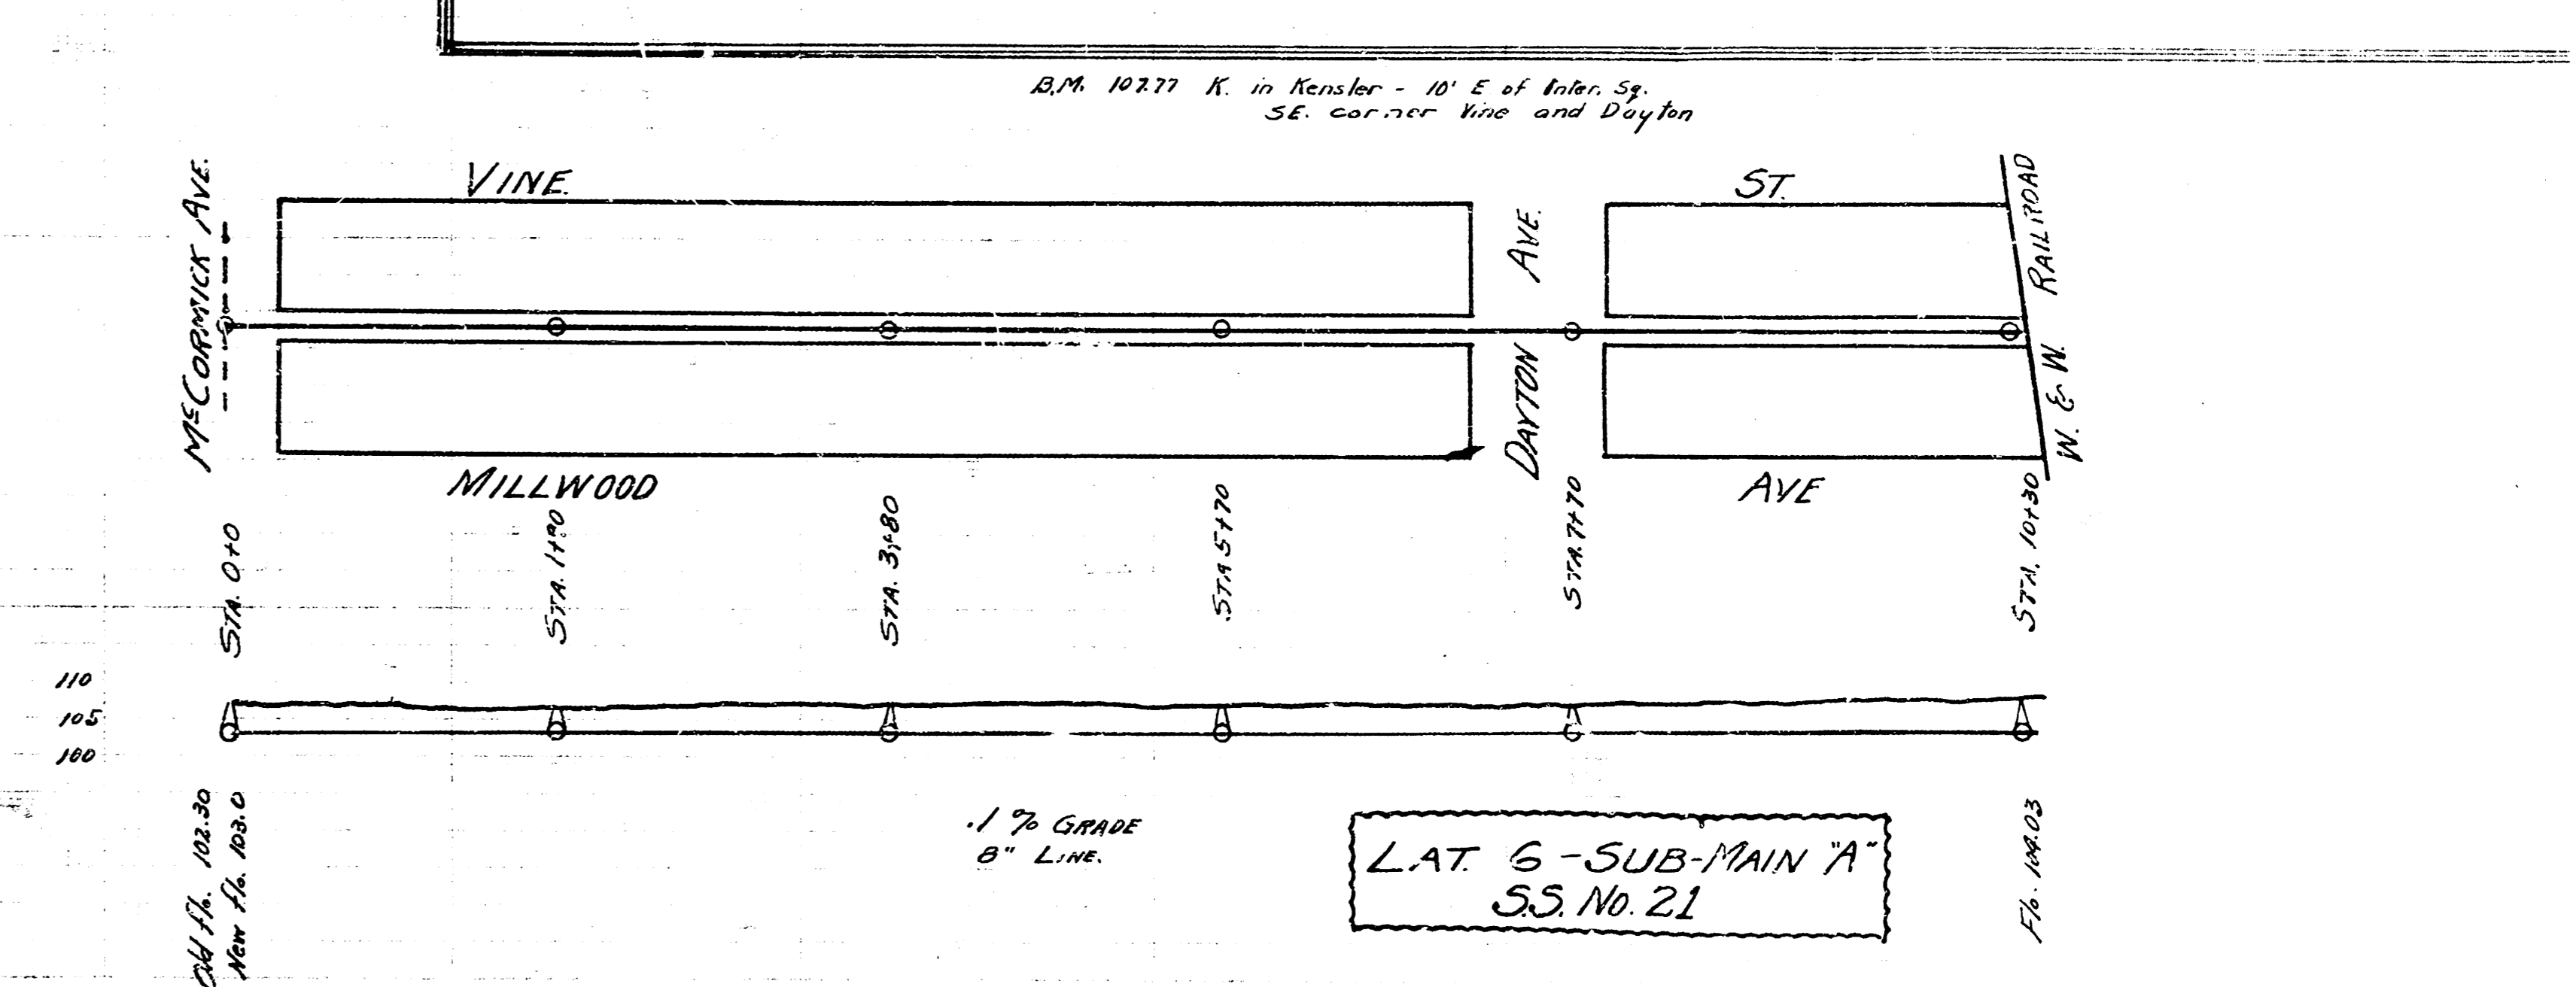 B.M. 107.77 K. in Kensler - 10' E of Inter. Sq.
SE. corner Vine and Dayton
McCORMICK AVE.
VINE.
ST.
DAYTON AVE.
W. & W. RAILROAD
MILLWOOD
AVE
STA. 0+0
STA. 1+90
STA. 3+80
STA 5+70
STA. 7+70
STA. 10+30
110
105
100
Old Fl. 102.30
New Fl. 103.0
.1 % GRADE
8" LINE.
LAT. 6 - SUB-MAIN "A"
S.S. No. 21
Fl. 104.03